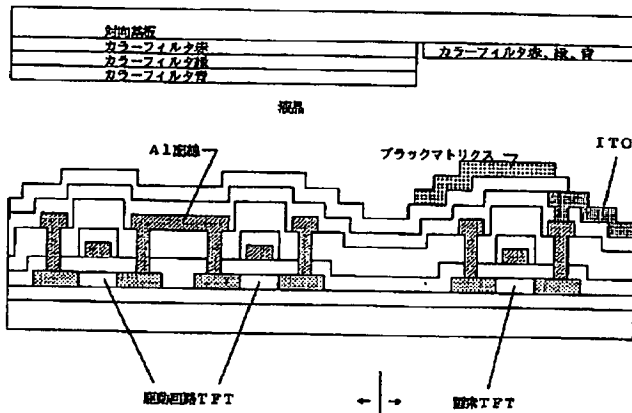 対向基板
カラーフィルタ赤
カラーフィルタ緑
カラーフィルタ青
カラーフィルタ赤、緑、青
液晶
Al配線
ブラックマトリクス
ITO
駆動回路TFT
画素TFT